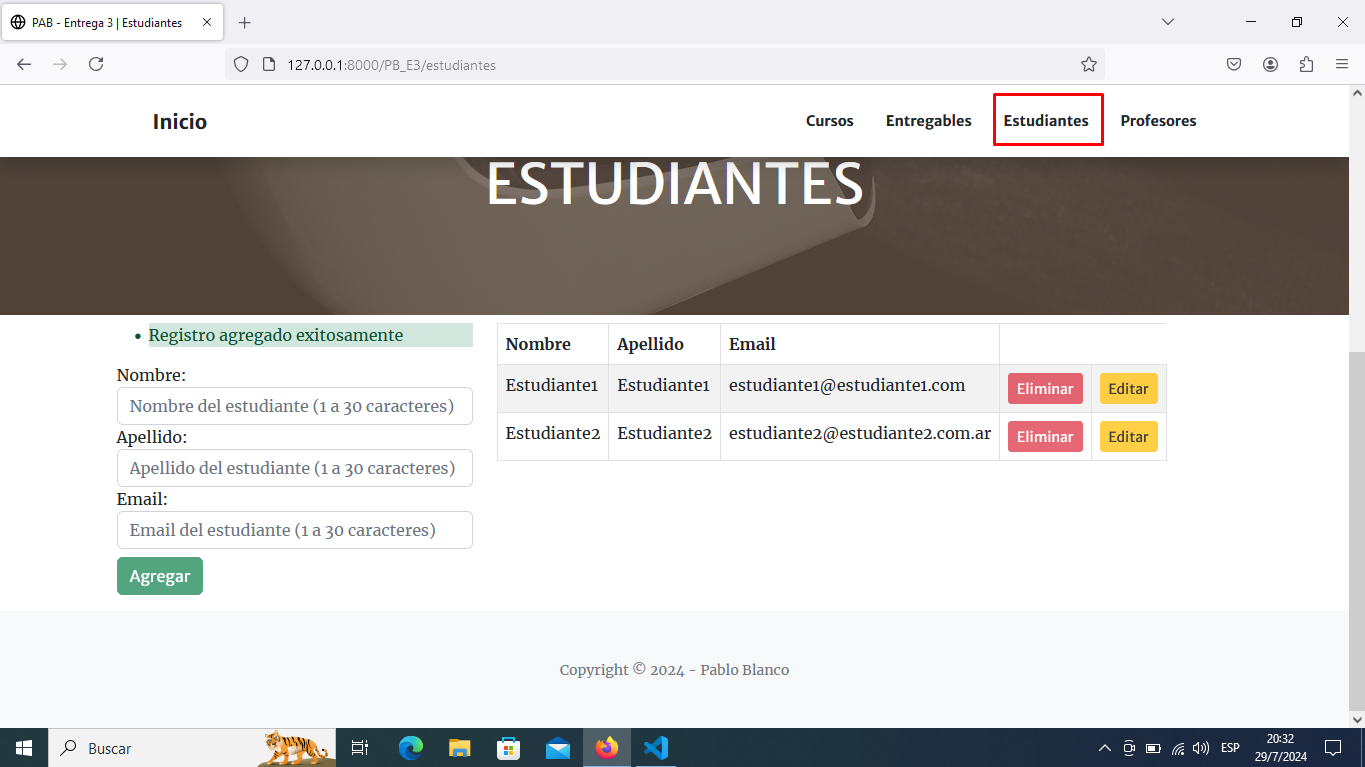 PAB - Entrega 3 | Estudiantes
127.0.0.1:8000/PB_E3/estudiantes
Inicio Cursos Entregables Estudiantes Profesores
ESTUDIANTES
Registro agregado exitosamente
Nombre:
Nombre del estudiante (1 a 30 caracteres)
Apellido:
Apellido del estudiante (1 a 30 caracteres)
Email:
Email del estudiante (1 a 30 caracteres)
Agregar
Nombre Apellido Email
Estudiante1 Estudiante1 estudiante1@estudiante1.com Eliminar Editar
Estudiante2 Estudiante2 estudiante2@estudiante2.com.ar Eliminar Editar
Copyright © 2024 - Pablo Blanco
Buscar
ESP
20:32
29/7/2024